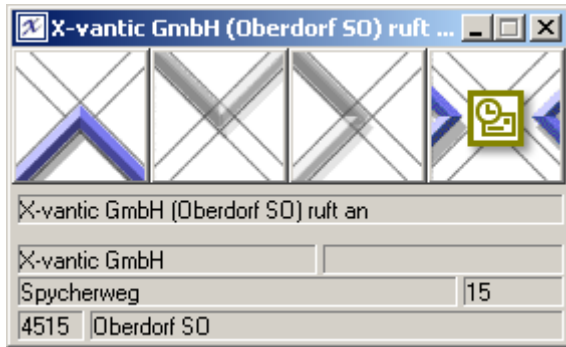 X-vantic GmbH (Oberdorf SO) ruft ...
X-vantic GmbH (Oberdorf SO) ruft an
X-vantic GmbH
Spycherweg 15
4515 Oberdorf SO